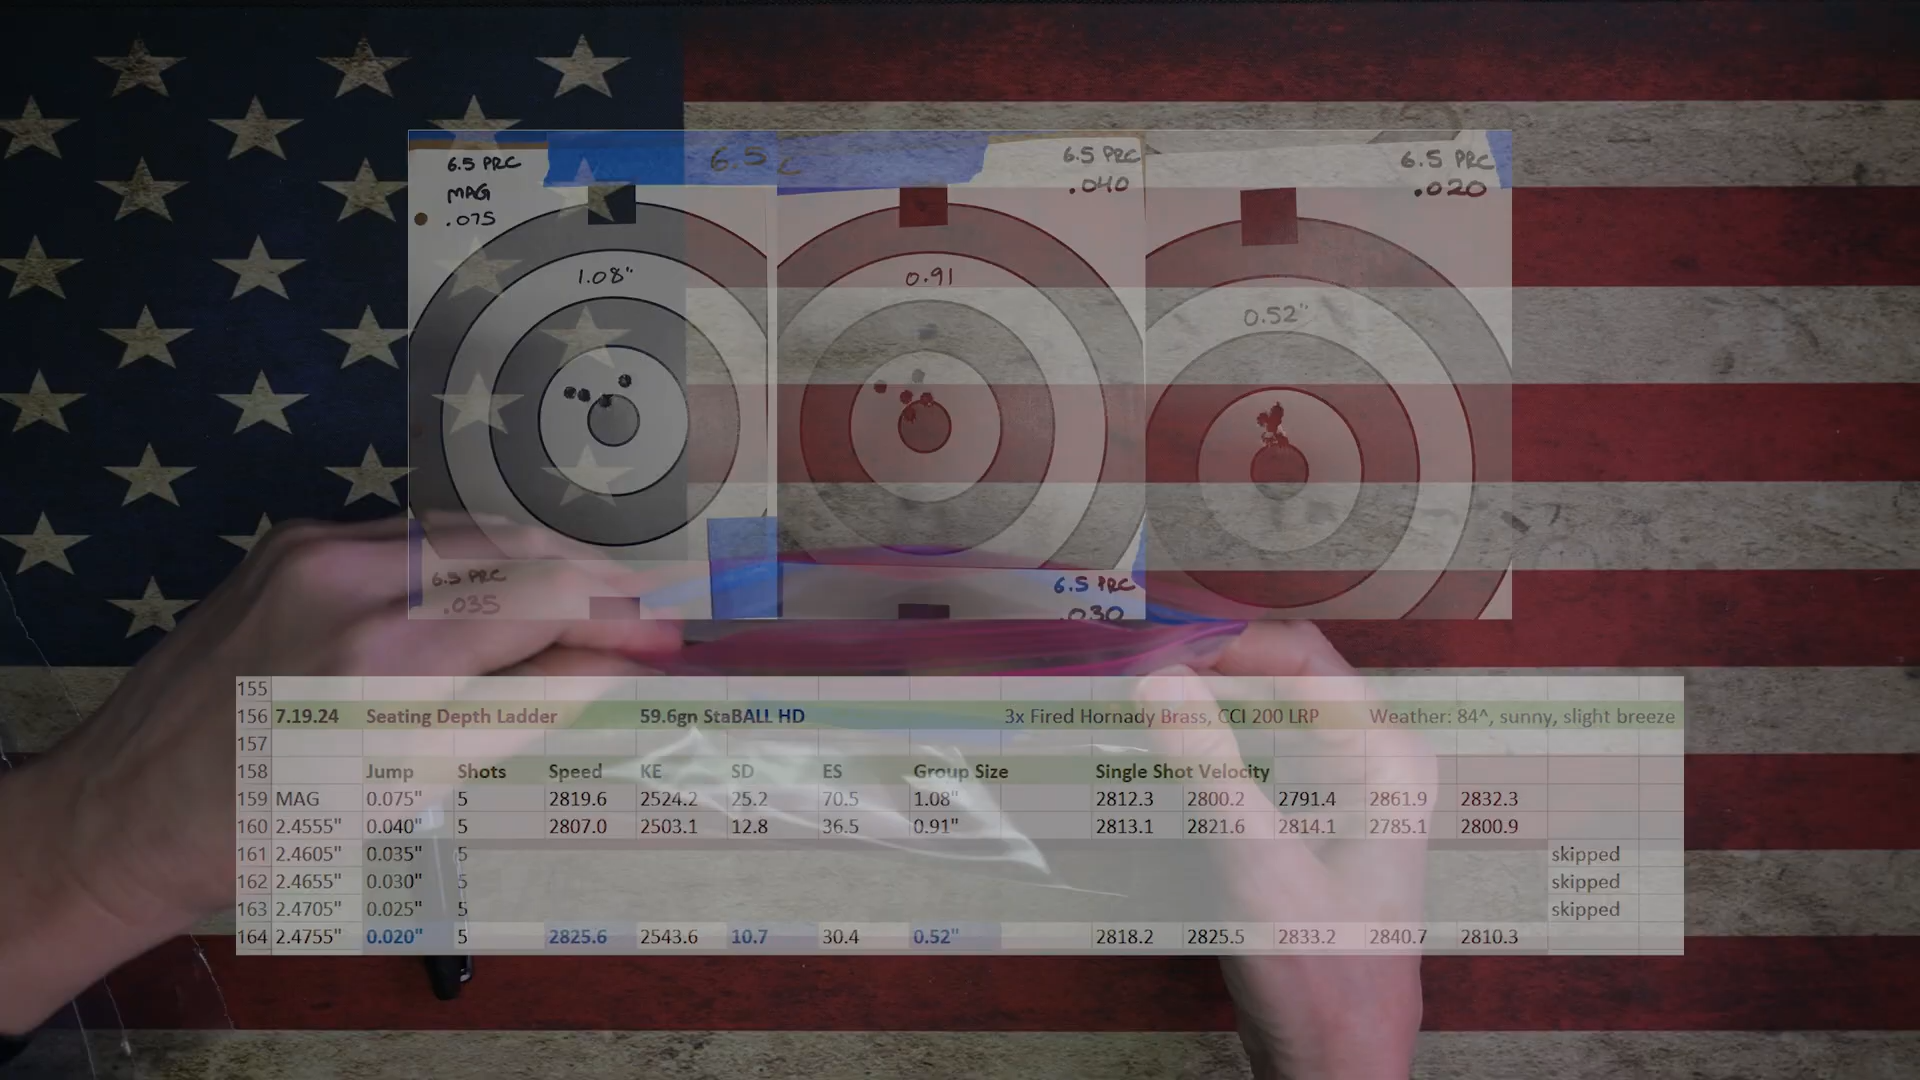 6.5 PRC
MAG
.075
1.08"
6.5
6.5 PRC
.040
0.91
6.5 PRC
.020
0.52"
6.5 PRC
.035
6.5 PRC
.030
155
156 7.19.24 Seating Depth Ladder 59.6gn StaBALL HD 3x Fired Hornady Brass, CCI 200 LRP Weather: 84^, sunny, slight breeze
157
158 Jump Shots Speed KE SD ES Group Size Single Shot Velocity
159 MAG 0.075" 5 2819.6 2524.2 25.2 70.5 1.08" 2812.3 2800.2 2791.4 2861.9 2832.3
160 2.4555" 0.040" 5 2807.0 2503.1 12.8 36.5 0.91" 2813.1 2821.6 2814.1 2785.1 2800.9
161 2.4605" 0.035" 5 skipped
162 2.4655" 0.030" 5 skipped
163 2.4705" 0.025" 5 skipped
164 2.4755" 0.020" 5 2825.6 2543.6 10.7 30.4 0.52" 2818.2 2825.5 2833.2 2840.7 2810.3